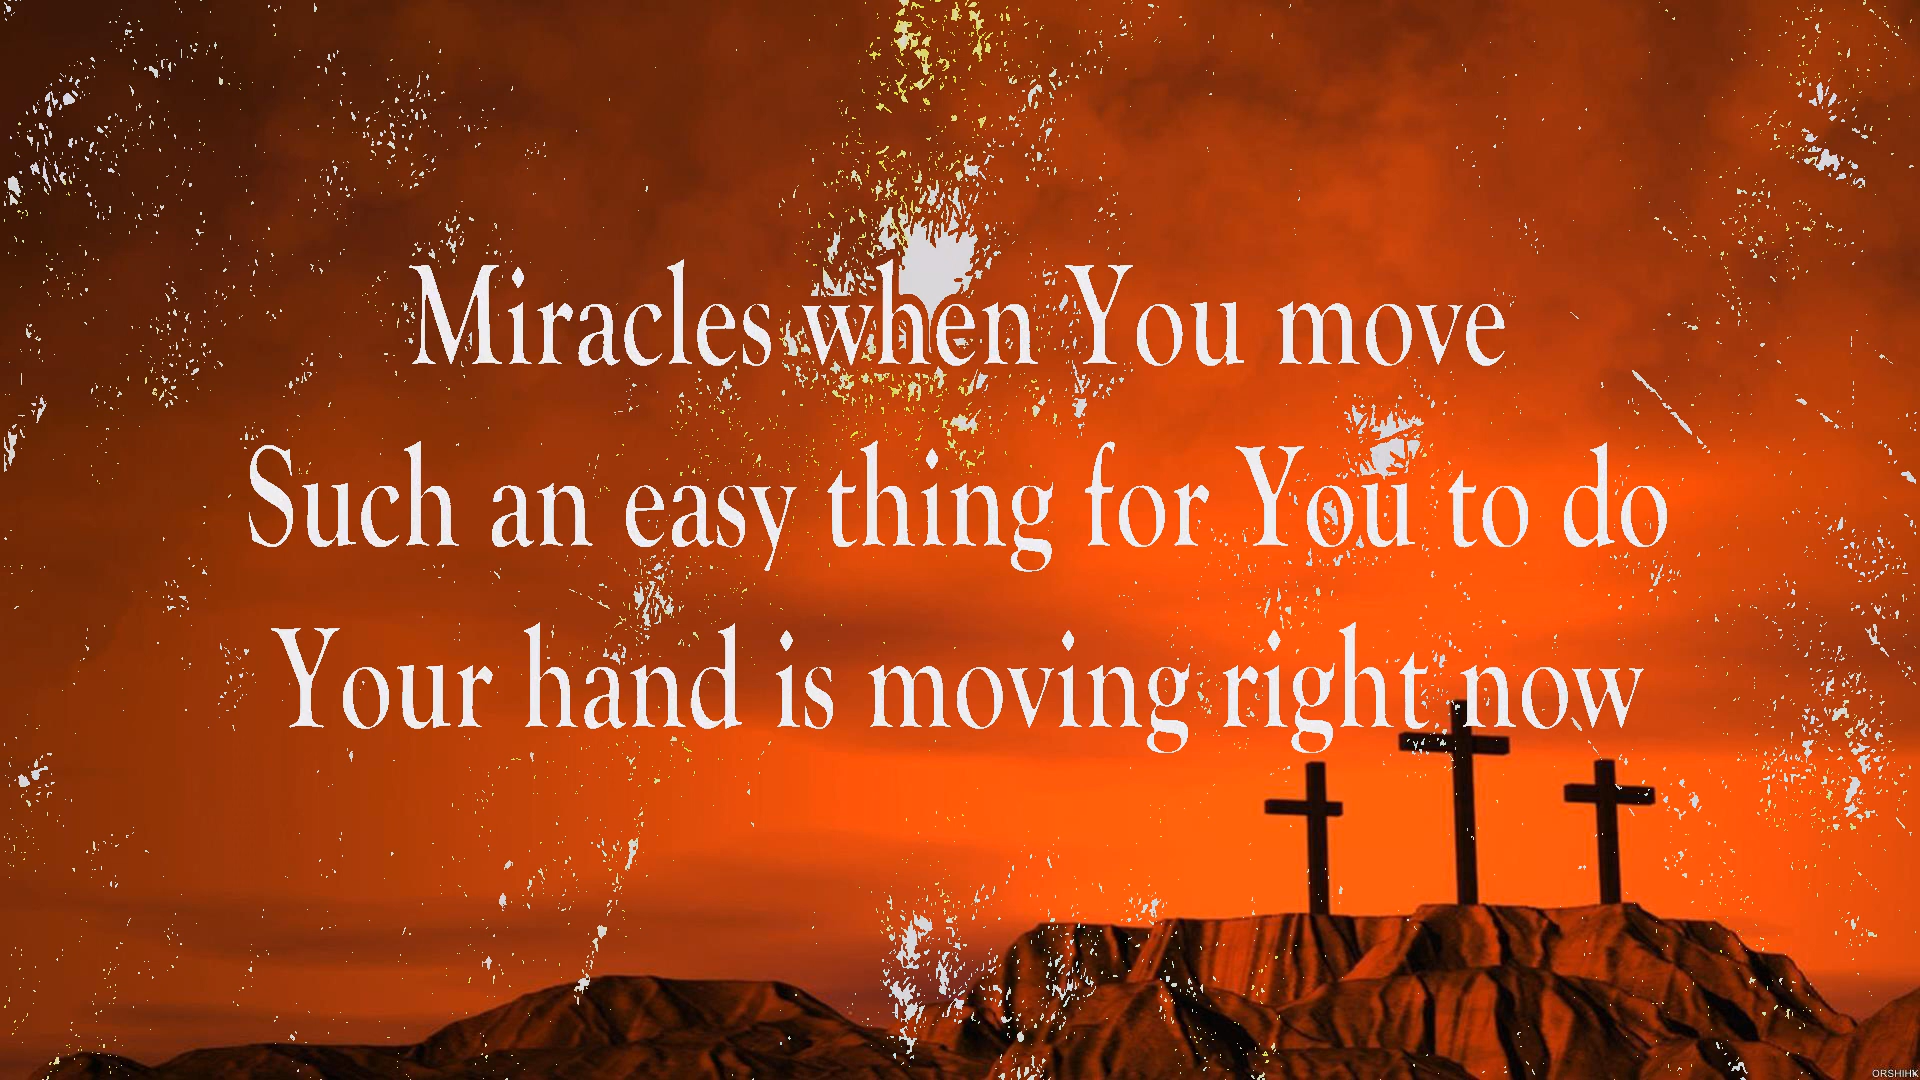 Miracles when You move
Such an easy thing for You to do
Your hand is moving right now
ORSHIHK